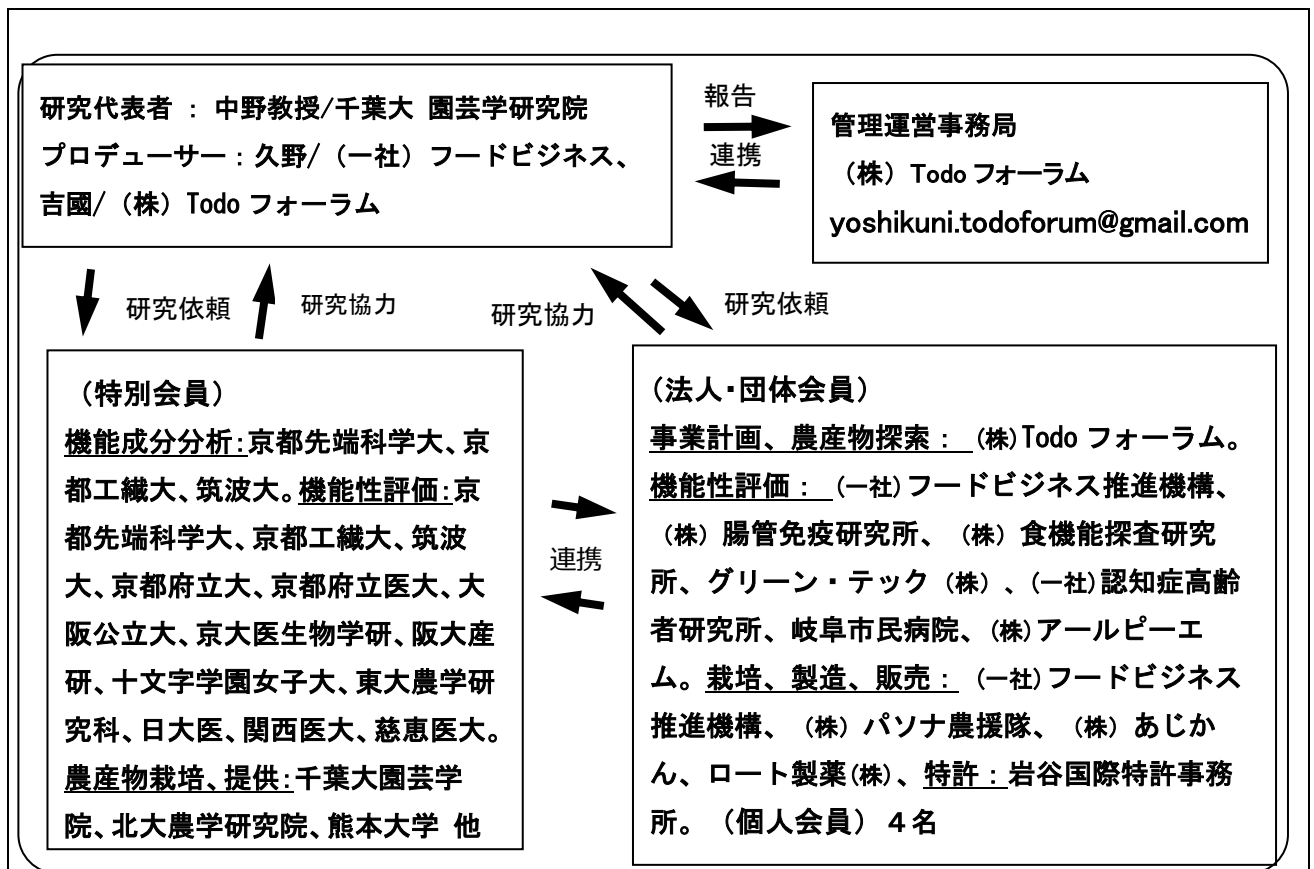 研究代表者 : 中野教授/千葉大 園芸学研究院
プロデューサー：久野/（一社）フードビジネス、
吉國/（株）Todo フォーラム
報告
連携
管理運営事務局
（株）Todo フォーラム
yoshikuni.todoforum@gmail.com
研究依頼
研究協力
研究協力
研究依頼
（特別会員）
機能成分分析:京都先端科学大、京
都工繊大、筑波大。機能性評価:京
都先端科学大、京都工繊大、筑波
大、京都府立大、京都府立医大、大
阪公立大、京大医生物学研、阪大産
研、十文字学園女子大、東大農学研
究科、日大医、関西医大、慈恵医大。
農産物栽培、提供:千葉大園芸学
院、北大農学研究院、熊本大学 他
連携
（法人・団体会員）
事業計画、農産物探索： （株）Todo フォーラム。
機能性評価： （一社）フードビジネス推進機構、
（株）腸管免疫研究所、（株）食機能探査研究
所、グリーン・テック（株）、（一社）認知症高齢
者研究所、岐阜市民病院、（株）アールピーエ
ム。栽培、製造、販売： （一社）フードビジネス
推進機構、（株）パソナ農援隊、（株）あじか
ん、ロート製薬（株）、特許：岩谷国際特許事務
所。（個人会員）４名